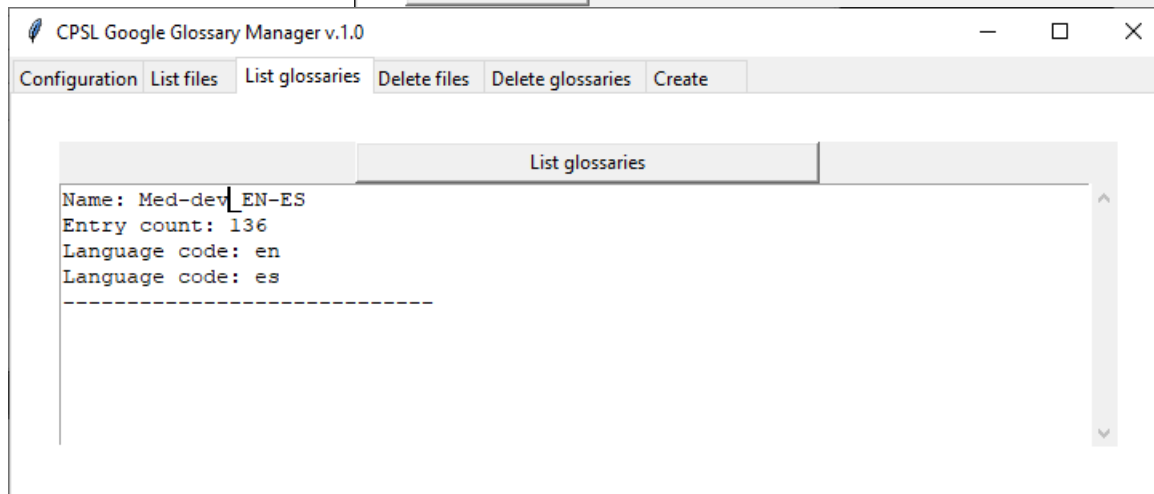 CPSL Google Glossary Manager v.1.0
Configuration List files List glossaries Delete files Delete glossaries Create
List glossaries
Name: Med-dev_EN-ES
Entry count: 136
Language code: en
Language code: es
-----------------------------